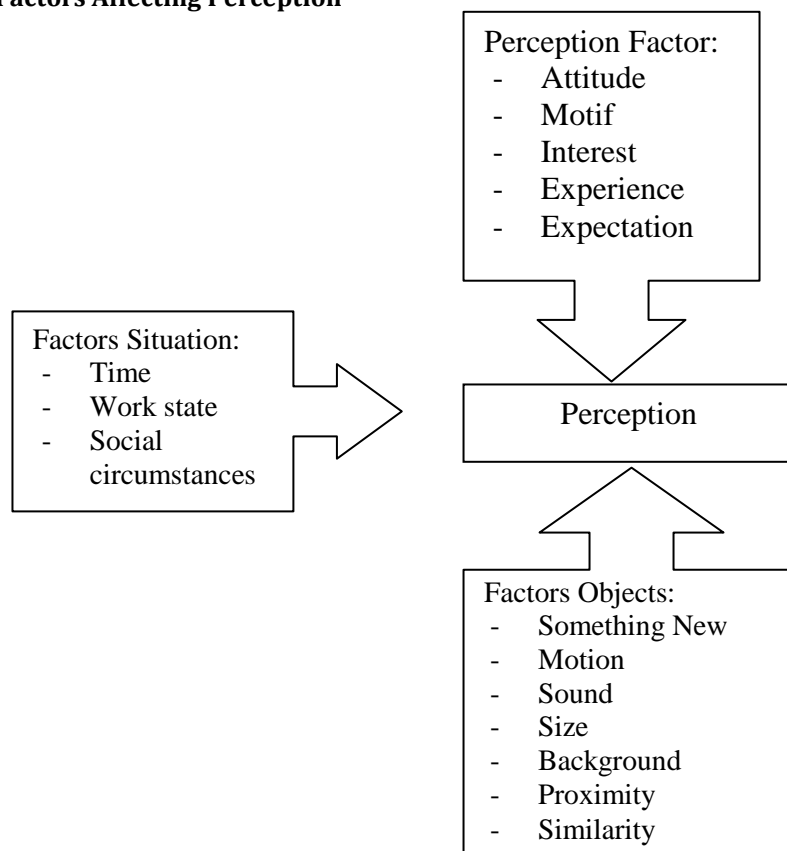 Factors Affecting Perception
Perception Factor:
- Attitude
- Motif
- Interest
- Experience
- Expectation
Factors Situation:
- Time
- Work state
- Social
circumstances
Perception
Factors Objects:
- Something New
- Motion
- Sound
- Size
- Background
- Proximity
- Similarity